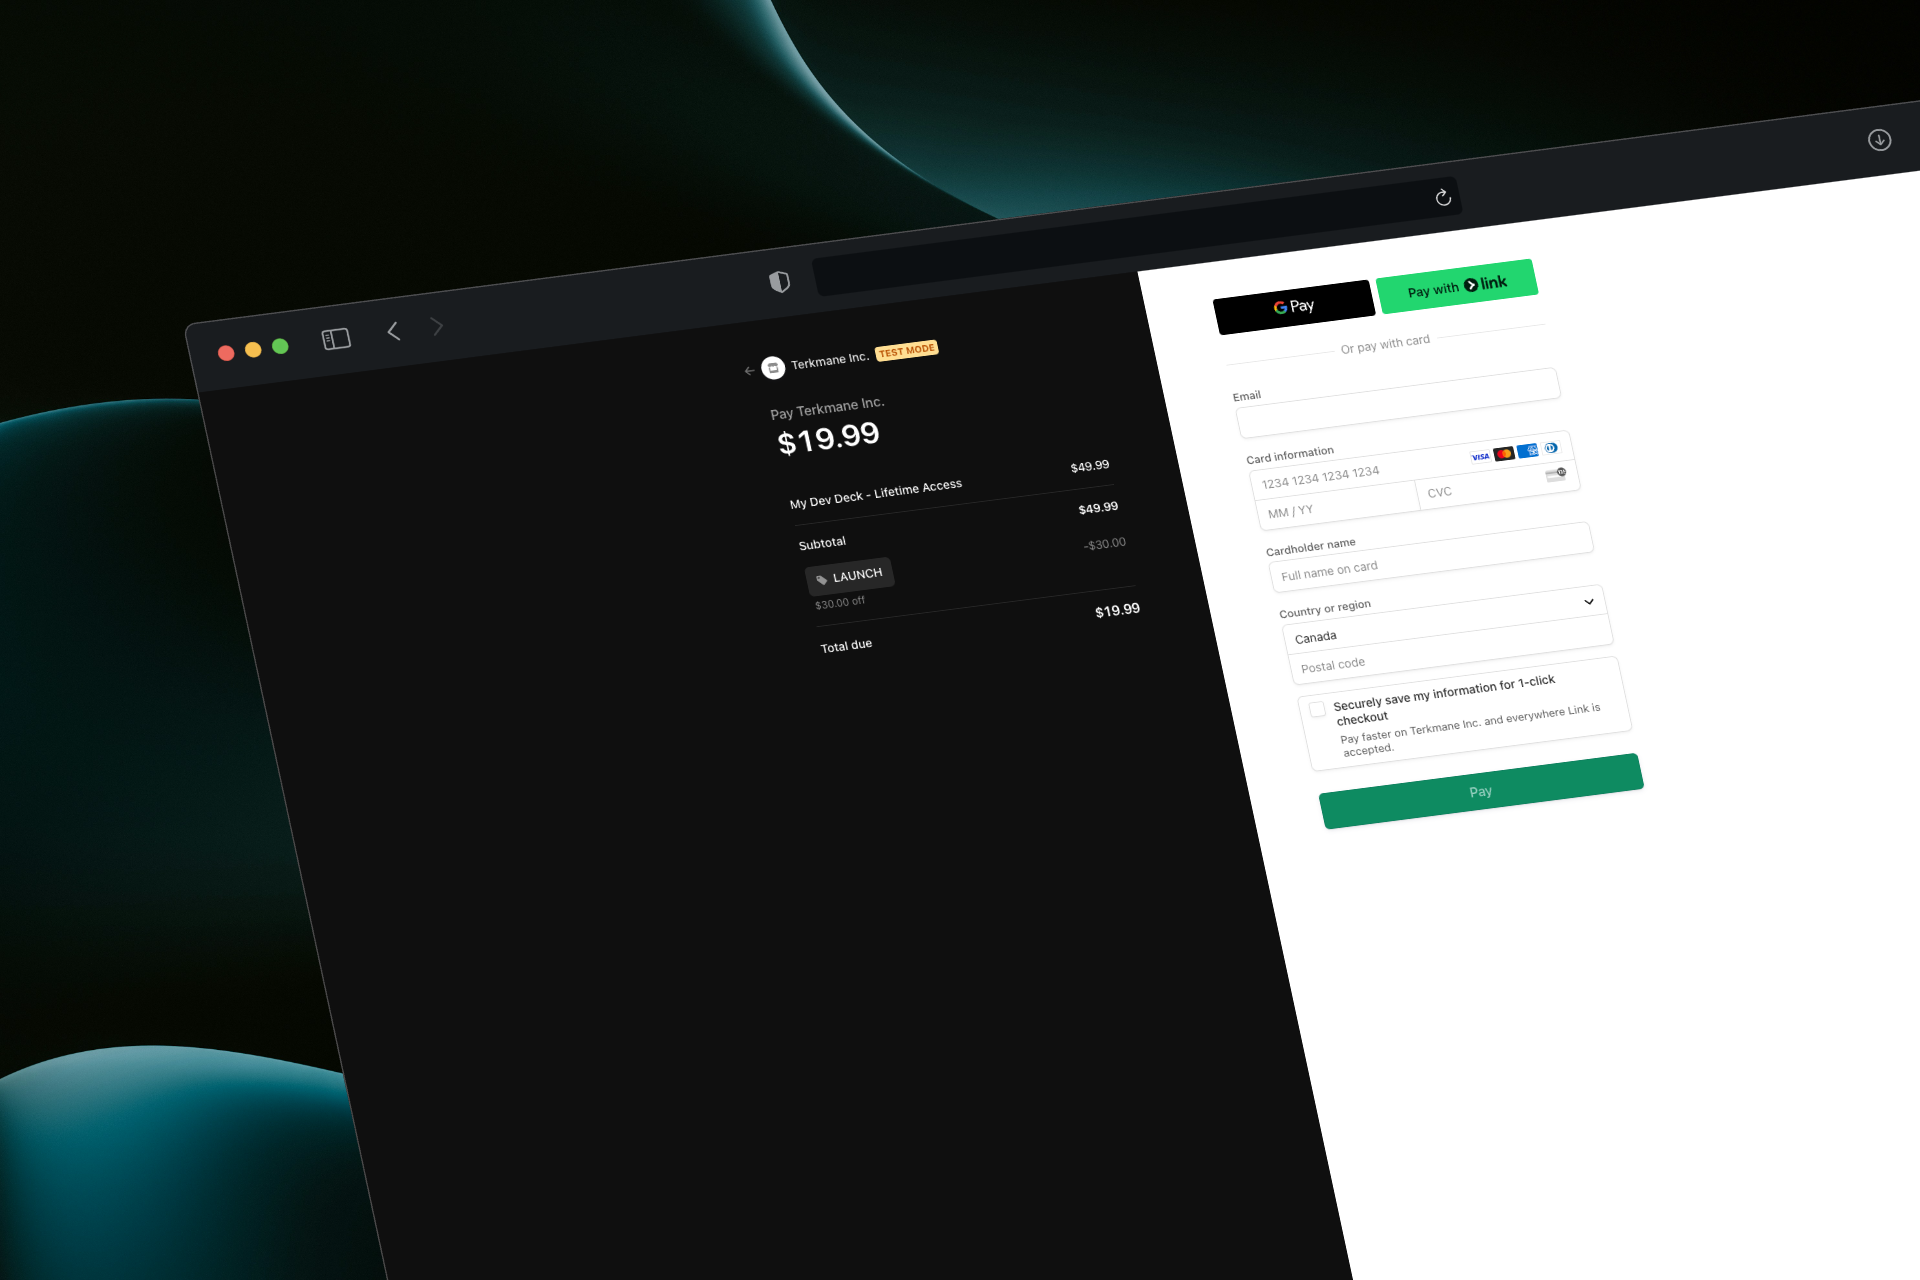 Terkmane Inc. TEST MODE
Pay Terkmane Inc.
$19.99
My Dev Deck - Lifetime Access $49.99
Subtotal $49.99
LAUNCH -$30.00
$30.00 off
Total due $19.99
G Pay
Pay with link
Or pay with card
Email
Card information
1234 1234 1234 1234 VISA
MM / YY CVC
Cardholder name
Full name on card
Country or region
Canada
Postal code
Securely save my information for 1-click
checkout
Pay faster on Terkmane Inc. and everywhere Link is
accepted.
Pay